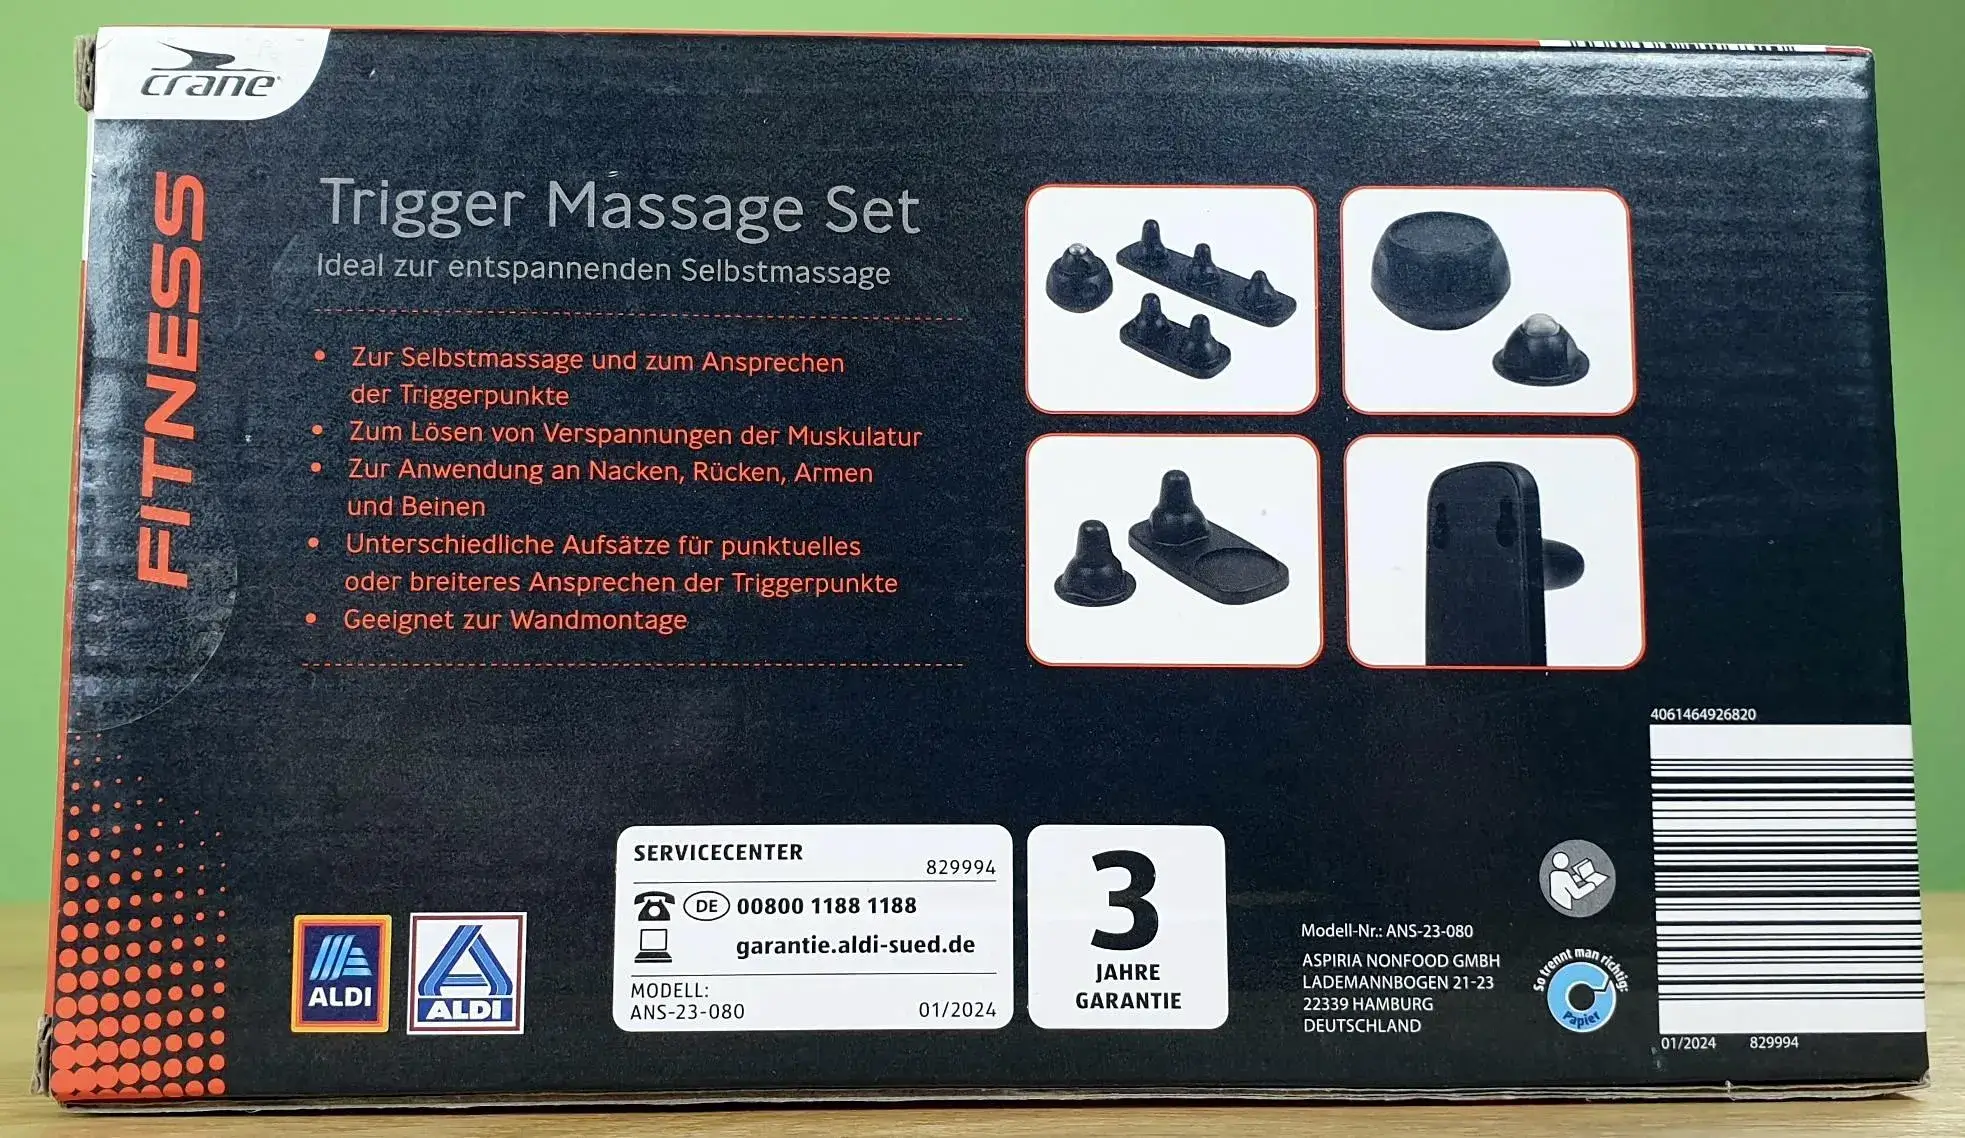 crane
FITNESS
Trigger Massage Set
Ideal zur entspannenden Selbstmassage
• Zur Selbstmassage und zum Ansprechen
der Triggerpunkte
• Zum Lösen von Verspannungen der Muskulatur
• Zur Anwendung an Nacken, Rücken, Armen
und Beinen
• Unterschiedliche Aufsätze für punktuelles
oder breiteres Ansprechen der Triggerpunkte
• Geeignet zur Wandmontage
ALDI
ALDI
SERVICECENTER
829994
DE 00800 1188 1188
garantie.aldi-sued.de
MODELL:
ANS-23-080 01/2024
3
JAHRE
GARANTIE
Modell-Nr.: ANS-23-080
ASPIRIA NONFOOD GMBH
LADEMANNBOGEN 21-23
22339 HAMBURG
DEUTSCHLAND
So trennt man richtig:
Papier
4061464926820
01/2024 829994